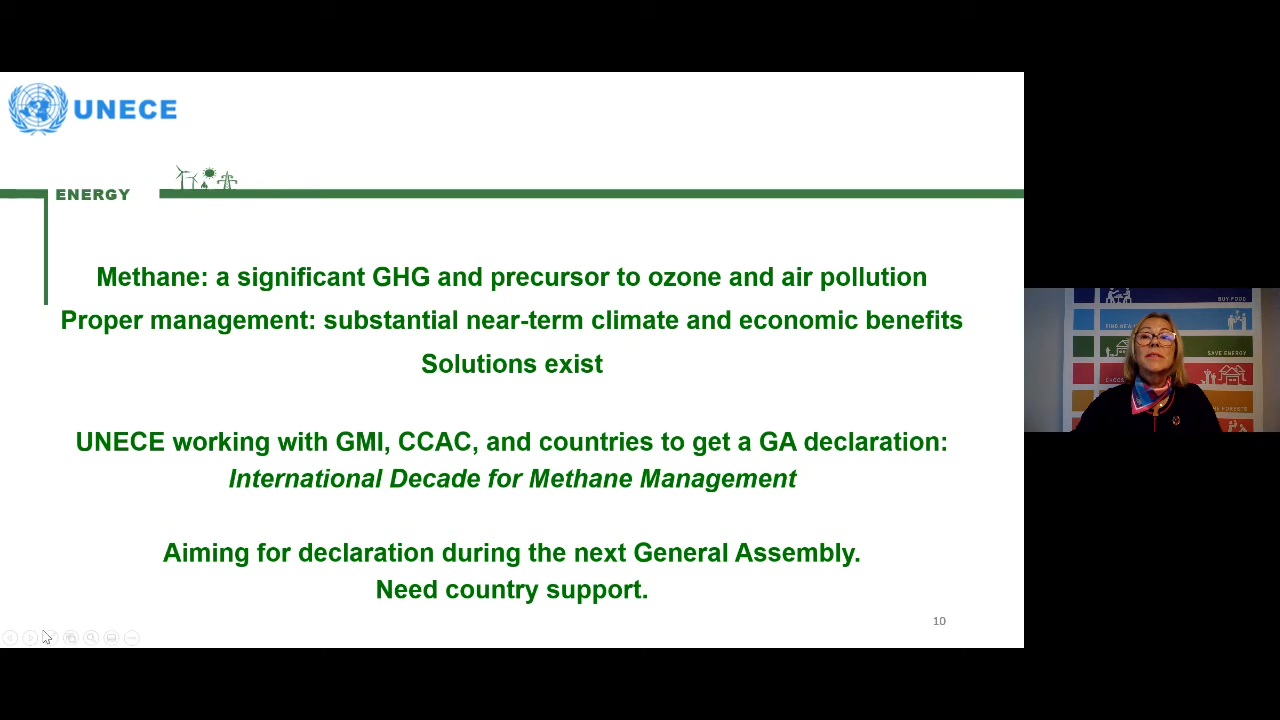 UNECE
ENERGY
Methane: a significant GHG and precursor to ozone and air pollution
Proper management: substantial near-term climate and economic benefits
Solutions exist
UNECE working with GMI, CCAC, and countries to get a GA declaration:
International Decade for Methane Management
Aiming for declaration during the next General Assembly.
Need country support.
10
BUY FOOD
SAVE ENERGY